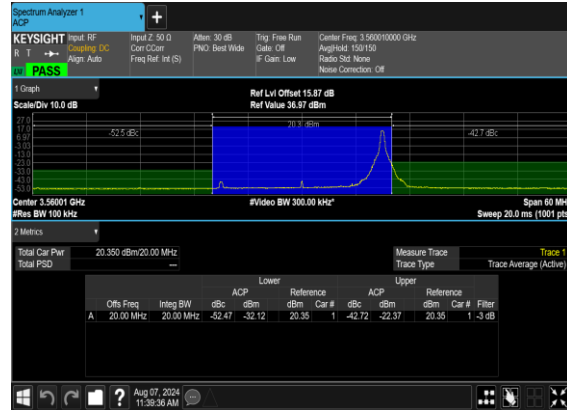 Spectrum Analyzer 1
ACP
KEYSIGHT Input: RF Input Z: 50 Ω Atten: 30 dB Trig: Free Run Center Freq: 3.560010000 GHz
R T Coupling: DC Corr CCorr PNO: Best Wide Gate: Off Avg|Hold: 150/150
Align: Auto Freq Ref: Int (S) IF Gain: Low Radio Std: None
PASS Noise Correction: Off
1 Graph Ref Lvl Offset 15.87 dB
Scale/Div 10.0 dB Ref Value 36.97 dBm
27.0
17.0 20.3 dBm
6.97 -52.5 dBc -42.7 dBc
-3.03
-13.0
-23.0
-33.0
-43.0
-53.0
Center 3.56001 GHz #Video BW 300.00 kHz* Span 60 MH
#Res BW 100 kHz Sweep 20.0 ms (1001 pts
2 Metrics
Total Car Pwr 20.350 dBm/20.00 MHz Measure Trace Trace 1
Total PSD --- Trace Type Trace Average (Active)
Lower Upper
ACP Reference ACP Reference
Offs Freq Integ BW dBc dBm dBm Car # dBc dBm dBm Car # Filter
A 20.00 MHz 20.00 MHz -52.47 -32.12 20.35 1 -42.72 -22.37 20.35 1 -3 dB
? Aug 07, 2024
11:39:36 AM